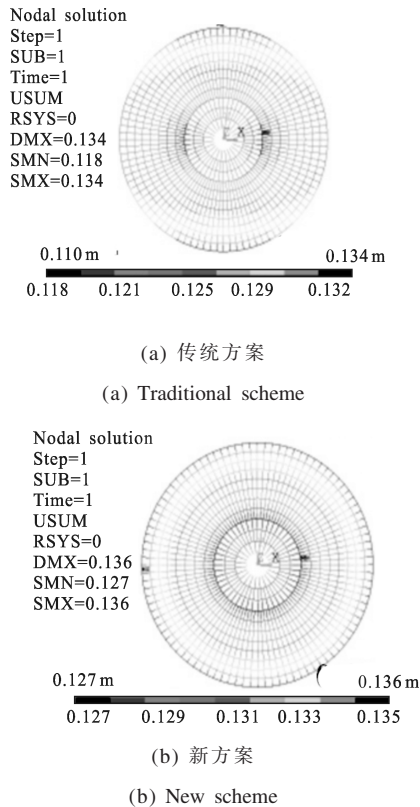 Nodal solution
Step=1
SUB=1
Time=1
USUM
RSYS=0
DMX=0.134
SMN=0.118
SMX=0.134
X
0.110 m 0.134 m
0.118 0.121 0.125 0.129 0.132
(a) 传统方案
(a) Traditional scheme
Nodal solution
Step=1
SUB=1
Time=1
USUM
RSYS=0
DMX=0.136
SMN=0.127
SMX=0.136
X
0.127 m 0.136 m
0.127 0.129 0.131 0.133 0.135
(b) 新方案
(b) New scheme